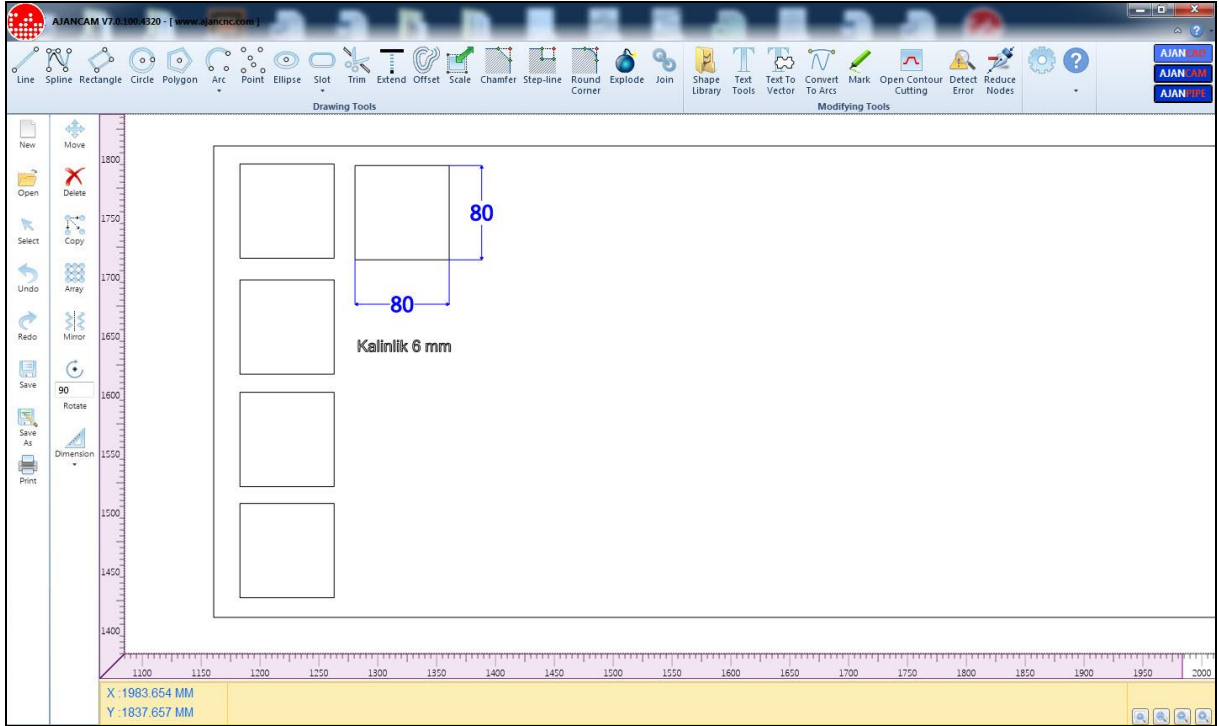 AJANCAM V7.0.100.4320 - [ www.ajancnc.com ]
Line Spline Rectangle Circle Polygon Arc Point Ellipse Slot Trim Extend Offset Scale Chamfer Step-line Round Corner Explode Join
Drawing Tools
Shape Library Text Tools Text To Vector Convert To Arcs Mark Open Contour Cutting Detect Error Reduce Nodes
Modifying Tools
AJANCAD
AJANCAM
AJANPIPE
New
Open
Select
Undo
Redo
Save
Save As
Print
Move
Delete
Copy
Array
Mirror
90
Rotate
Dimension
1800
1750
1700
1650
1600
1550
1500
1450
1400
80
80
Kalinlik 6 mm
1100 1150 1200 1250 1300 1350 1400 1450 1500 1550 1600 1650 1700 1750 1800 1850 1900 1950 2000
X :1983.654 MM
Y :1837.657 MM